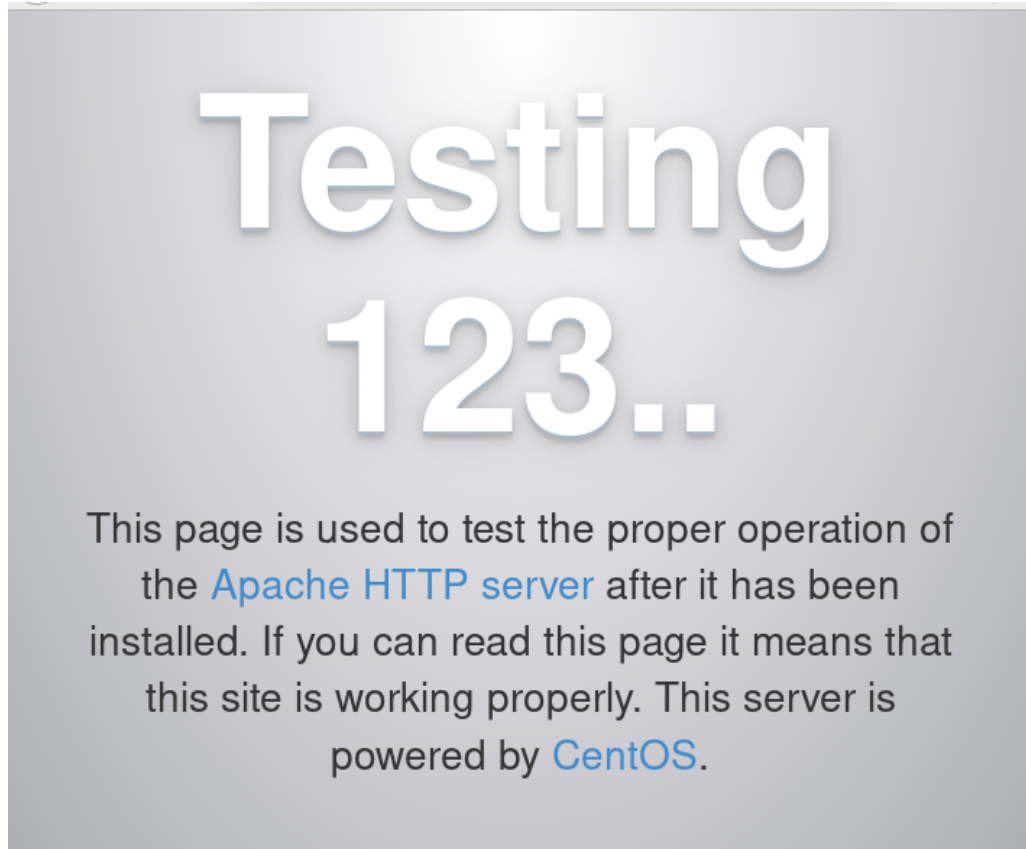 Testing
123..
This page is used to test the proper operation of
the Apache HTTP server after it has been
installed. If you can read this page it means that
this site is working properly. This server is
powered by CentOS.